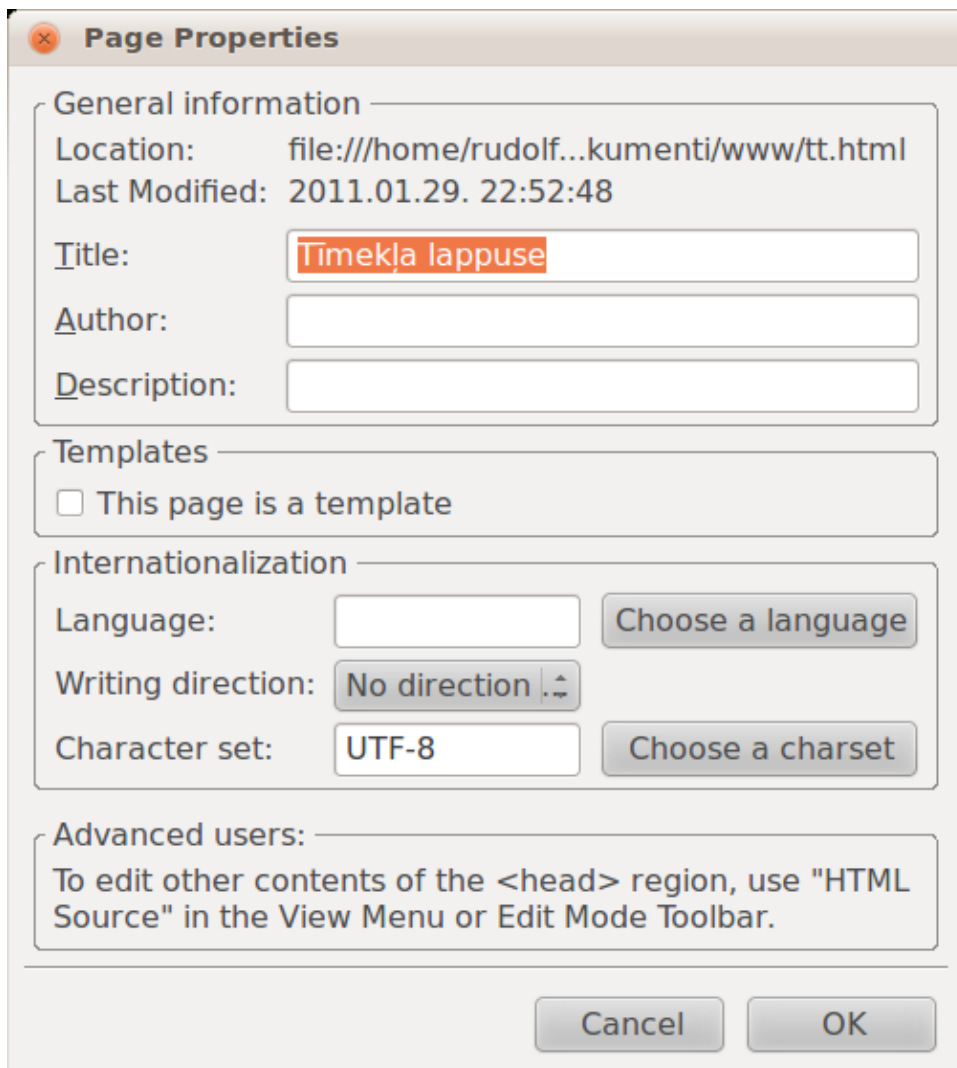 Page Properties
General information
Location: file:///home/rudolf...kumenti/www/tt.html
Last Modified: 2011.01.29. 22:52:48
Title: Tīmekļa lappuse
Author:
Description:
Templates
This page is a template
Internationalization
Language: Choose a language
Writing direction: No direction ..
Character set: UTF-8 Choose a charset
Advanced users:
To edit other contents of the <head> region, use "HTML
Source" in the View Menu or Edit Mode Toolbar.
Cancel OK